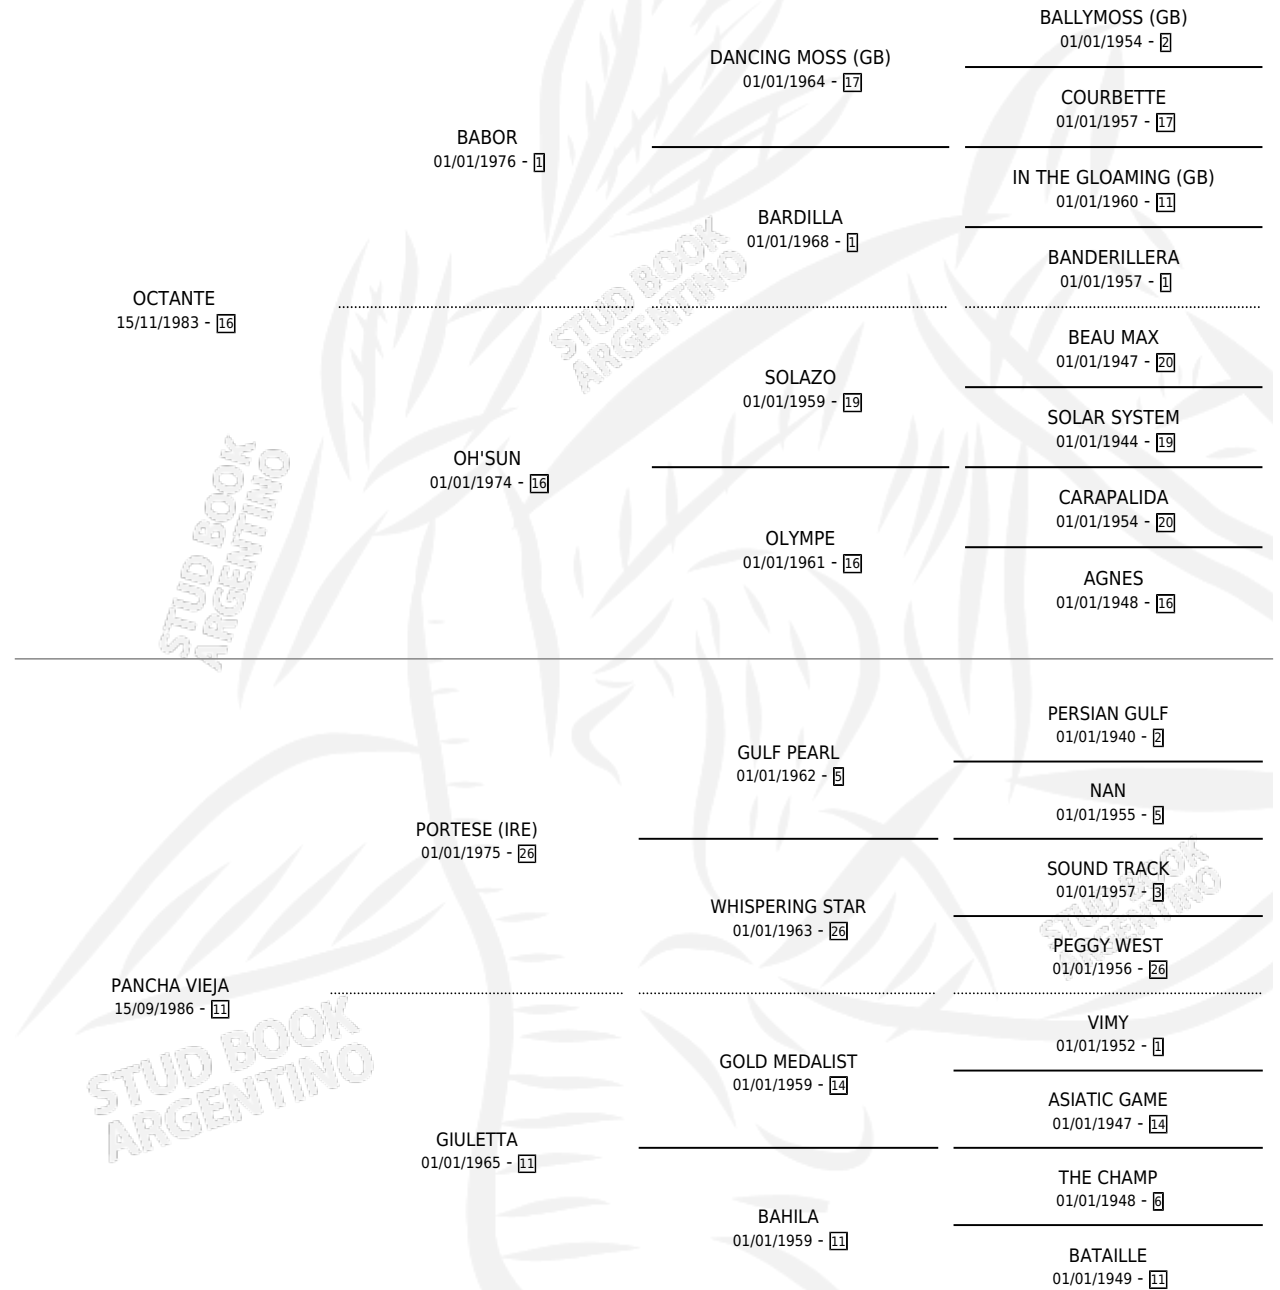 OCTANTE
15/11/1983 - 16
BABOR
01/01/1976 - 1
DANCING MOSS (GB)
01/01/1964 - 17
BALLYMOSS (GB)
01/01/1954 - 2
COURBETTE
01/01/1957 - 17
BARDILLA
01/01/1968 - 1
IN THE GLOAMING (GB)
01/01/1960 - 11
BANDERILLERA
01/01/1957 - 1
OH'SUN
01/01/1974 - 16
SOLAZO
01/01/1959 - 19
BEAU MAX
01/01/1947 - 20
SOLAR SYSTEM
01/01/1944 - 19
OLYMPE
01/01/1961 - 16
CARAPALIDA
01/01/1954 - 20
AGNES
01/01/1948 - 16
PANCHA VIEJA
15/09/1986 - 11
PORTESE (IRE)
01/01/1975 - 26
GULF PEARL
01/01/1962 - 5
PERSIAN GULF
01/01/1940 - 2
NAN
01/01/1955 - 5
WHISPERING STAR
01/01/1963 - 26
SOUND TRACK
01/01/1957 - 3
PEGGY WEST
01/01/1956 - 26
GIULETTA
01/01/1965 - 11
GOLD MEDALIST
01/01/1959 - 14
VIMY
01/01/1952 - 1
ASIATIC GAME
01/01/1947 - 14
BAHILA
01/01/1959 - 11
THE CHAMP
01/01/1948 - 6
BATAILLE
01/01/1949 - 11
STUD BOOK
ARGENTINO
STUD BOOK
ARGENTINO
STUD BOOK
ARGENTINO
STUD BOOK
ARGENTINO